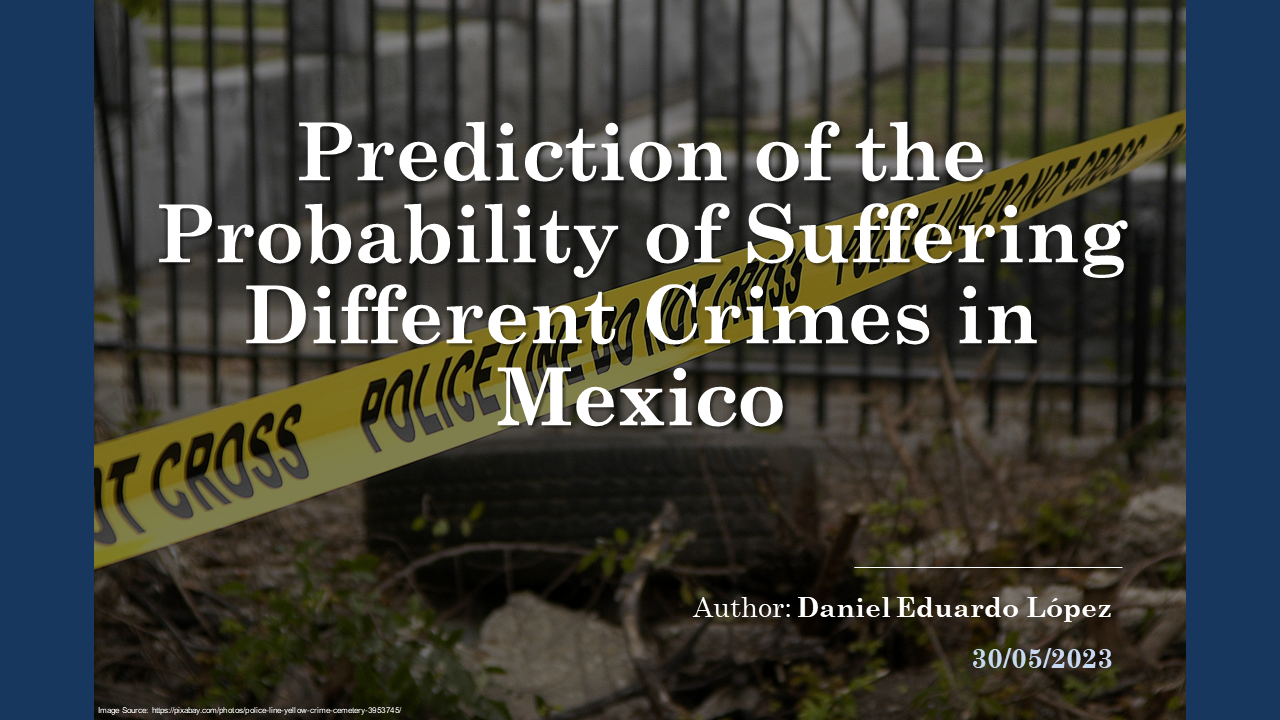 Prediction of the
Probability of Suffering
Different Crimes in
Mexico
POLICE LINE DO NOT CROSS
POLICE LINE DO NOT CROSS
OT CROSS
Author: Daniel Eduardo López
30/05/2023
Image Source: https://pixabay.com/photos/police-line-yellow-crime-cemetery-3953745/